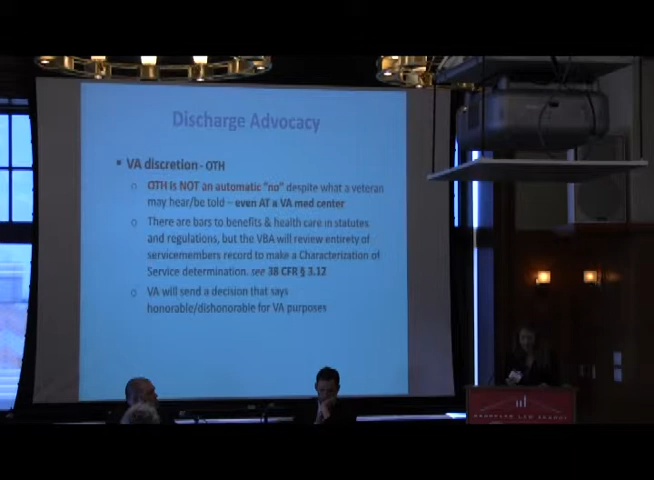 Discharge Advocacy
▪ VA discretion - OTH
○ OTH is NOT an automatic "no" despite what a veteran
may hear/be told – even AT a VA med center
○ There are bars to benefits & health care in statutes
and regulations, but the VBA will review entirety of
servicemembers record to make a Characterization of
Service determination. see 38 CFR § 3.12
○ VA will send a decision that says
honorable/dishonorable for VA purposes
LAW SCHOOL